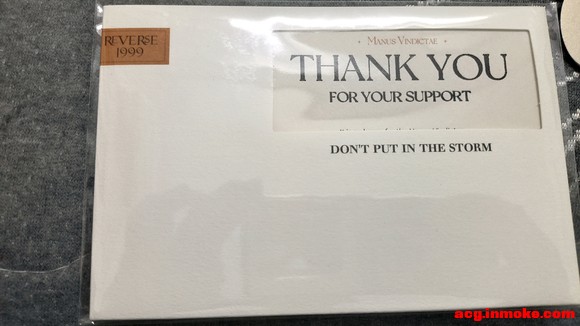 REVERSE
1999
Manus Vindictae
THANK YOU
FOR YOUR SUPPORT
DON'T PUT IN THE STORM
acg.inmoke.com